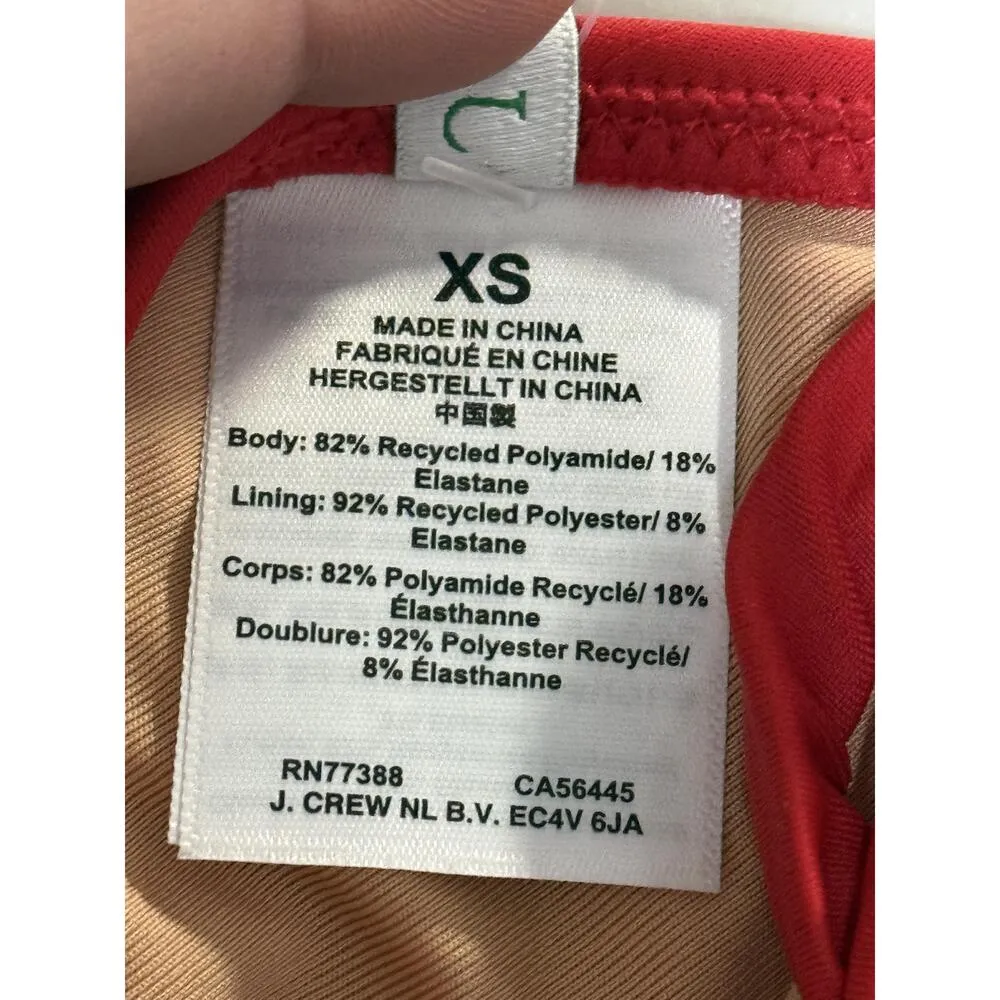 J
XS
MADE IN CHINA
FABRIQUÉ EN CHINE
HERGESTELLT IN CHINA
中国製
Body: 82% Recycled Polyamide/ 18%
Elastane
Lining: 92% Recycled Polyester/ 8%
Elastane
Corps: 82% Polyamide Recyclé/ 18%
Élasthanne
Doublure: 92% Polyester Recyclé/
8% Élasthanne
RN77388 CA56445
J. CREW NL B.V. EC4V 6JA